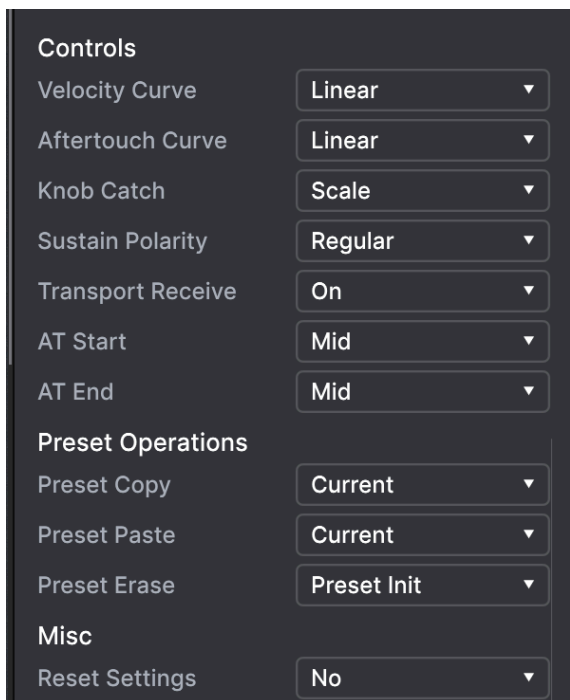 Controls
Velocity Curve Linear
Aftertouch Curve Linear
Knob Catch Scale
Sustain Polarity Regular
Transport Receive On
AT Start Mid
AT End Mid
Preset Operations
Preset Copy Current
Preset Paste Current
Preset Erase Preset Init
Misc
Reset Settings No